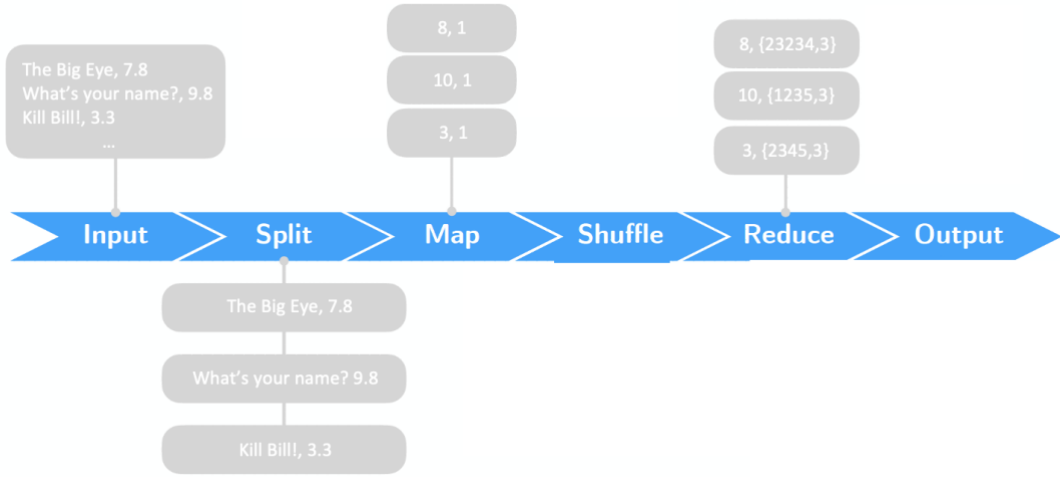 8, 1
10, 1
3, 1
8, {23234,3}
10, {1235,3}
3, {2345,3}
The Big Eye, 7.8
What's your name?, 9.8
Kill Bill!, 3.3
...
Input
Split
Map
Shuffle
Reduce
Output
The Big Eye, 7.8
What's your name? 9.8
Kill Bill!, 3.3